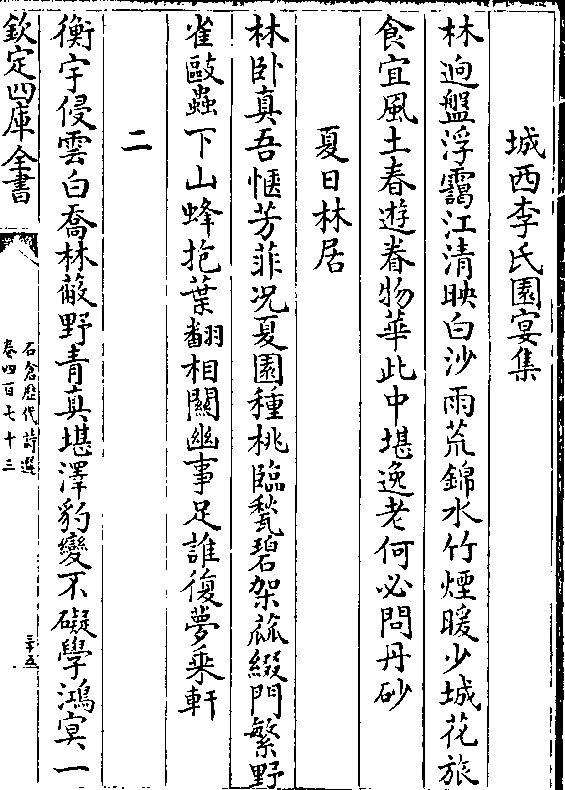 城西李氏園宴集
林逈盤浮靄江清映白沙雨荒錦水竹煙暖少城花旅
食宜風土春遊眷物華此中堪逸老何必問丹砂
夏日林居
林卧真吾愜芳菲况夏園種桃臨甃碧架蓏綴門繁野
雀毆蟲下山蜂抱葉翻相關幽事足誰復夢乘軒
二
衡宇侵雲白喬林蔽野青真堪澤豹變不礙學鴻冥一
欽定四庫全書
石倉歷代詩選
卷四百七十三
三十五